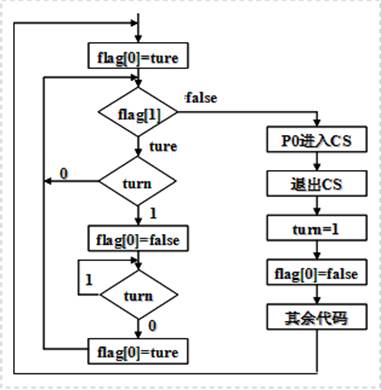 flag[0]=ture
flag[1]
false
ture
turn
0
1
flag[0]=false
1
turn
0
flag[0]=ture
P0进入CS
退出CS
turn=1
flag[0]=false
其余代码